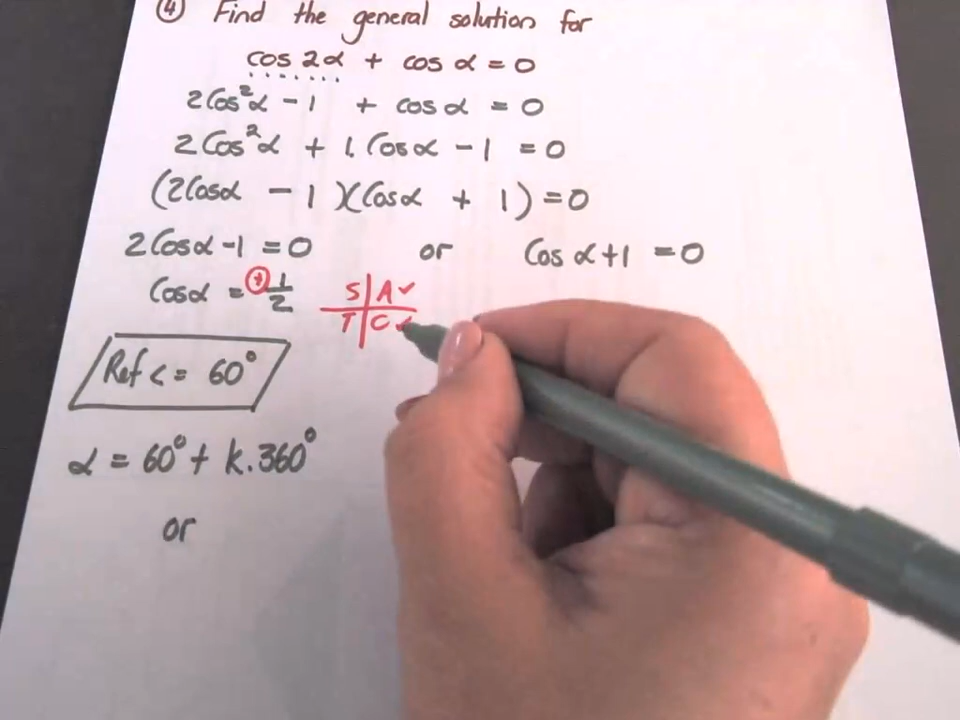 ④ Find the general solution for
cos 2α + cos α = 0
2Cos²α - 1 + cos α = 0
2Cos²α + 1.Cosα - 1 = 0
(2Cosα - 1)(Cosα + 1) = 0
2Cosα - 1 = 0 or Cos α + 1 = 0
Cosα = + 1/2
S A ✓
T C ✓
Ref < = 60°
α = 60° + k.360°
or